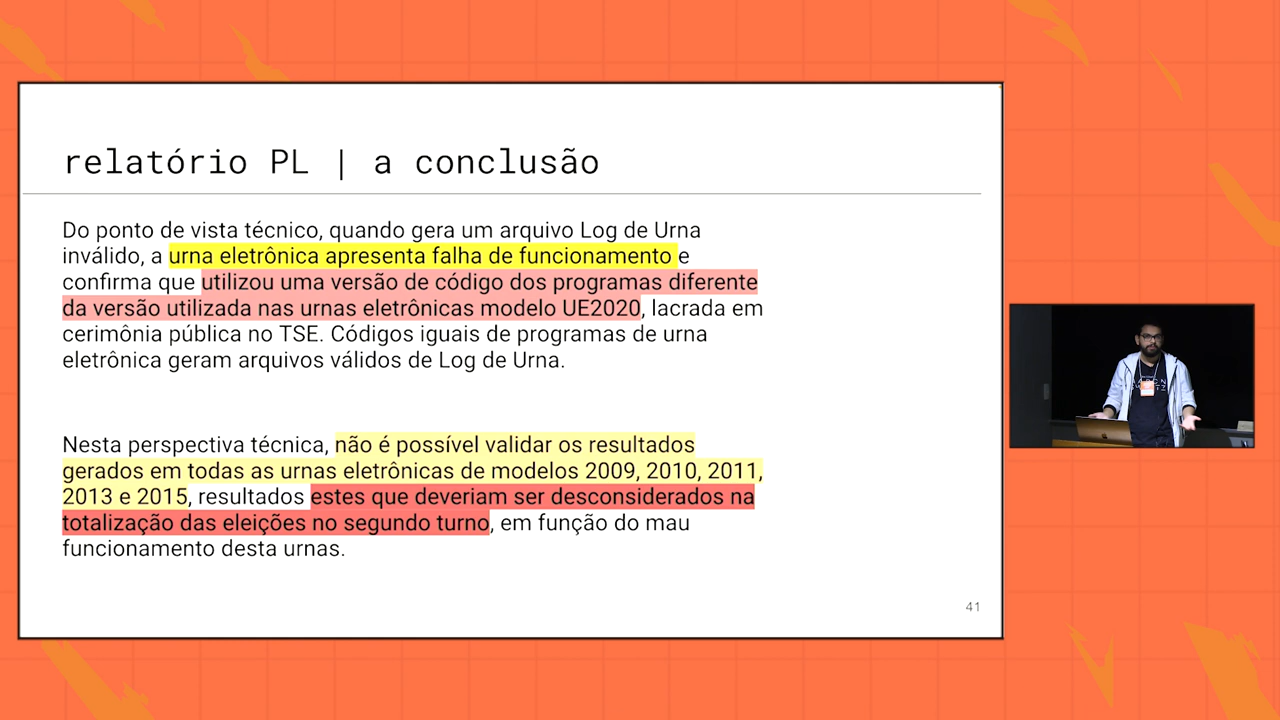 relatório PL | a conclusão
Do ponto de vista técnico, quando gera um arquivo Log de Urna
inválido, a urna eletrônica apresenta falha de funcionamento e
confirma que utilizou uma versão de código dos programas diferente
da versão utilizada nas urnas eletrônicas modelo UE2020, lacrada em
cerimônia pública no TSE. Códigos iguais de programas de urna
eletrônica geram arquivos válidos de Log de Urna.
Nesta perspectiva técnica, não é possível validar os resultados
gerados em todas as urnas eletrônicas de modelos 2009, 2010, 2011,
2013 e 2015, resultados estes que deveriam ser desconsiderados na
totalização das eleições no segundo turno, em função do mau
funcionamento desta urnas.
41